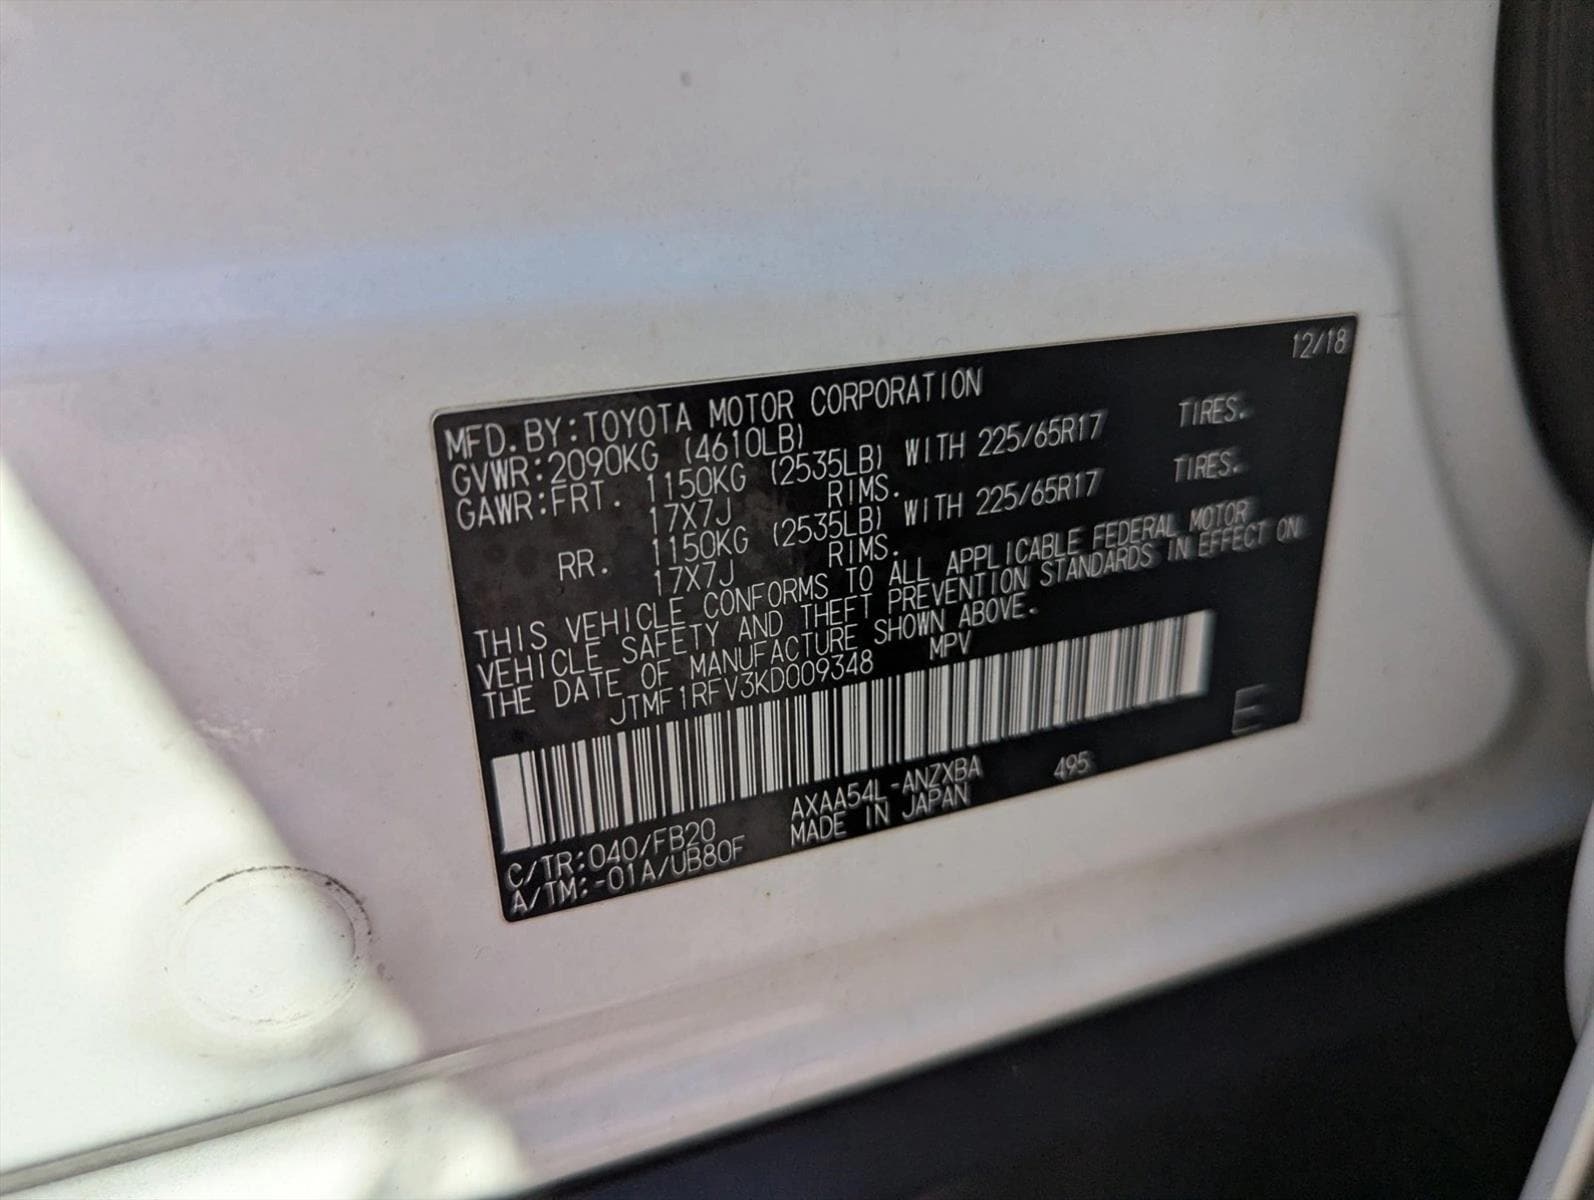 12/18
MFD.BY:TOYOTA MOTOR CORPORATION
GVWR:2090KG (4610LB)
GAWR:FRT. 1150KG (2535LB) WITH 225/65R17 TIRES.
17X7J RIMS.
RR. 1150KG (2535LB) WITH 225/65R17 TIRES.
17X7J RIMS.
THIS VEHICLE CONFORMS TO ALL APPLICABLE FEDERAL MOTOR
VEHICLE SAFETY AND THEFT PREVENTION STANDARDS IN EFFECT ON
THE DATE OF MANUFACTURE SHOWN ABOVE.
JTMF1RFV3KD009348 MPV
E
C/TR:040/FB20 AXAA54L-ANZXBA 495
A/TM:-01A/UB80F MADE IN JAPAN